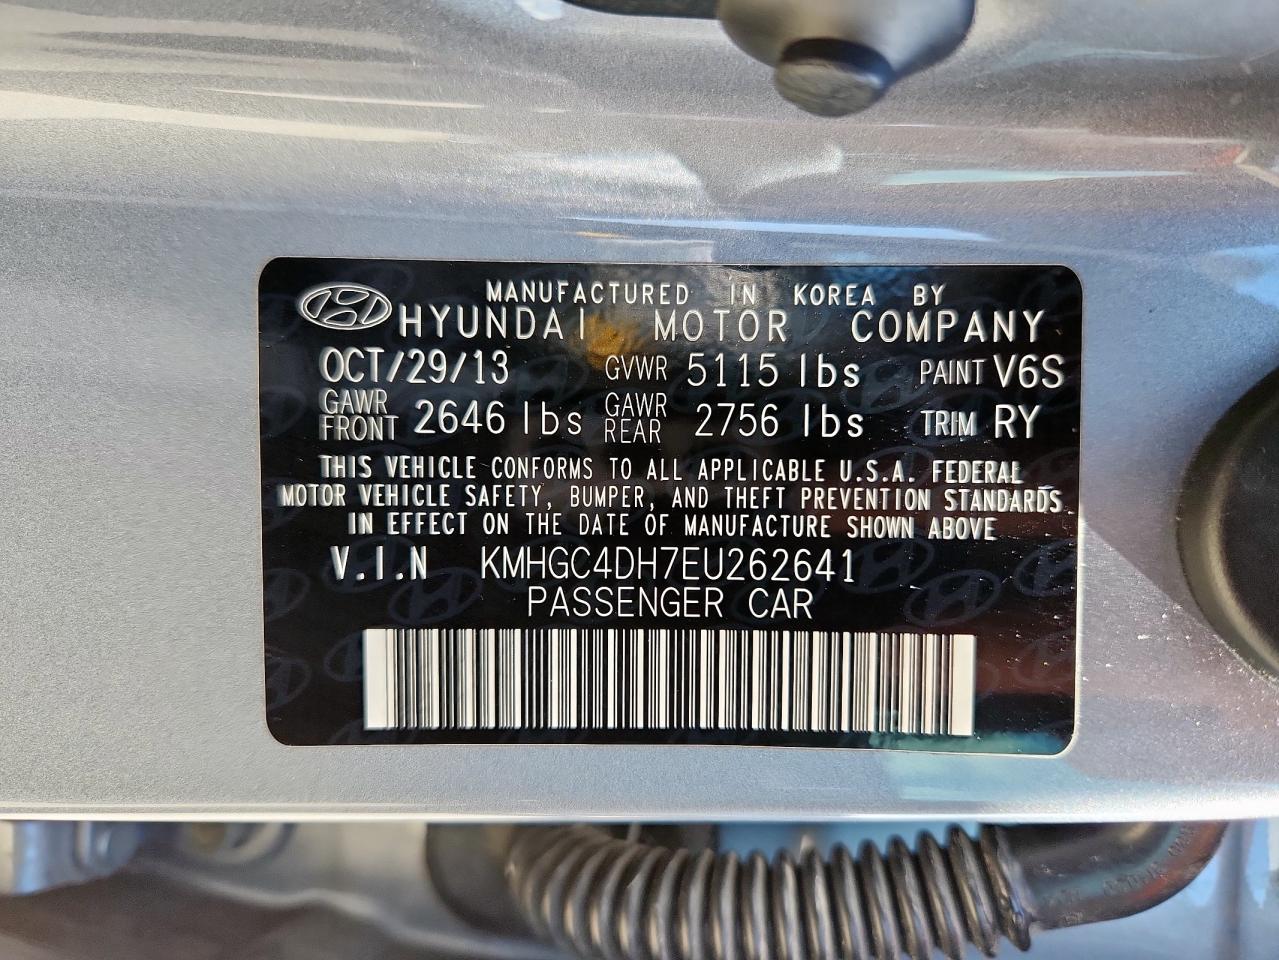 MANUFACTURED IN KOREA BY
HYUNDAI MOTOR COMPANY
OCT/29/13 GVWR 5115 lbs PAINT V6S
GAWR FRONT 2646 lbs GAWR REAR 2756 lbs TRIM RY
THIS VEHICLE CONFORMS TO ALL APPLICABLE U.S.A. FEDERAL
MOTOR VEHICLE SAFETY, BUMPER, AND THEFT PREVENTION STANDARDS
IN EFFECT ON THE DATE OF MANUFACTURE SHOWN ABOVE
V.I.N KMHGC4DH7EU262641
PASSENGER CAR